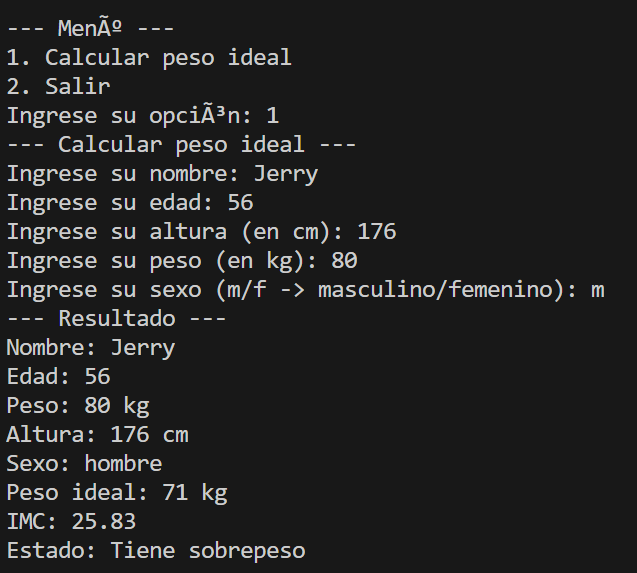 --- MenÃº ---
1. Calcular peso ideal
2. Salir
Ingrese su opciÃ³n: 1
--- Calcular peso ideal ---
Ingrese su nombre: Jerry
Ingrese su edad: 56
Ingrese su altura (en cm): 176
Ingrese su peso (en kg): 80
Ingrese su sexo (m/f -> masculino/femenino): m
--- Resultado ---
Nombre: Jerry
Edad: 56
Peso: 80 kg
Altura: 176 cm
Sexo: hombre
Peso ideal: 71 kg
IMC: 25.83
Estado: Tiene sobrepeso